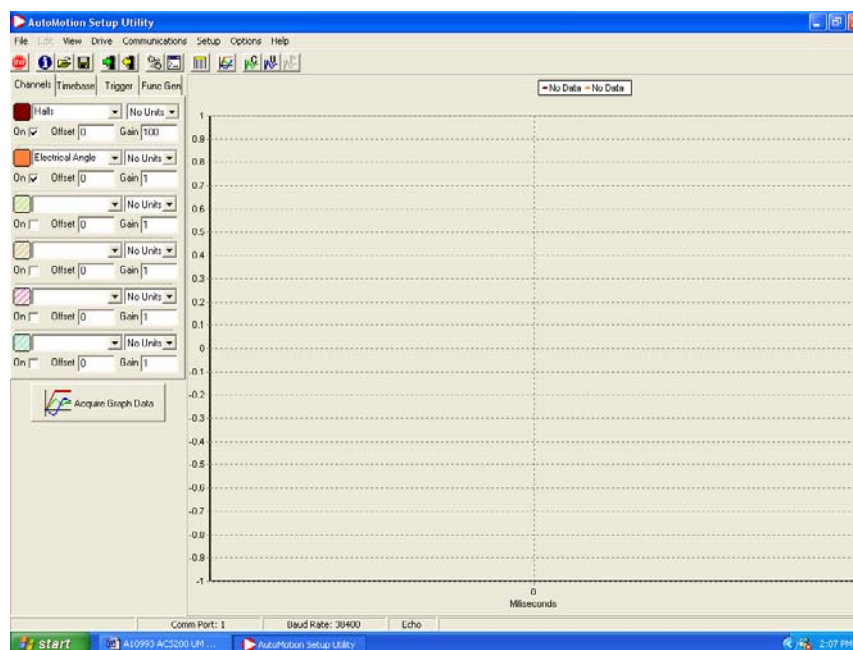 AutoMotion Setup Utility
File Edit View Drive Communications Setup Options Help
Channels Timebase Trigger Func Gen
No Data No Data
Halls No Units
On Offset 0 Gain 100
Electrical Angle No Units
On Offset 0 Gain 1
No Units
On Offset 0 Gain 1
No Units
On Offset 0 Gain 1
No Units
On Offset 0 Gain 1
No Units
On Offset 0 Gain 1
Acquire Graph Data
1
0.9
0.8
0.7
0.6
0.5
0.4
0.3
0.2
0.1
0
-0.1
-0.2
-0.3
-0.4
-0.5
-0.6
-0.7
-0.8
-0.9
-1
0
Miliseconds
Comm Port: 1 Baud Rate: 38400 Echo
start A10993 AC5200 UM ... AutoMotion Setup Utility 2:07 PM